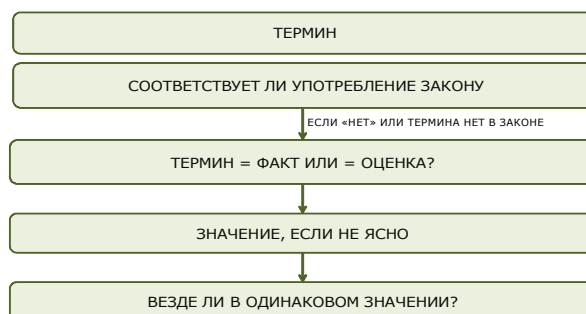 ТЕРМИН
СООТВЕТСТВУЕТ ЛИ УПОТРЕБЛЕНИЕ ЗАКОНУ
ЕСЛИ «НЕТ» ИЛИ ТЕРМИНА НЕТ В ЗАКОНЕ
ТЕРМИН = ФАКТ ИЛИ = ОЦЕНКА?
ЗНАЧЕНИЕ, ЕСЛИ НЕ ЯСНО
ВЕЗДЕ ЛИ В ОДИНАКОВОМ ЗНАЧЕНИИ?